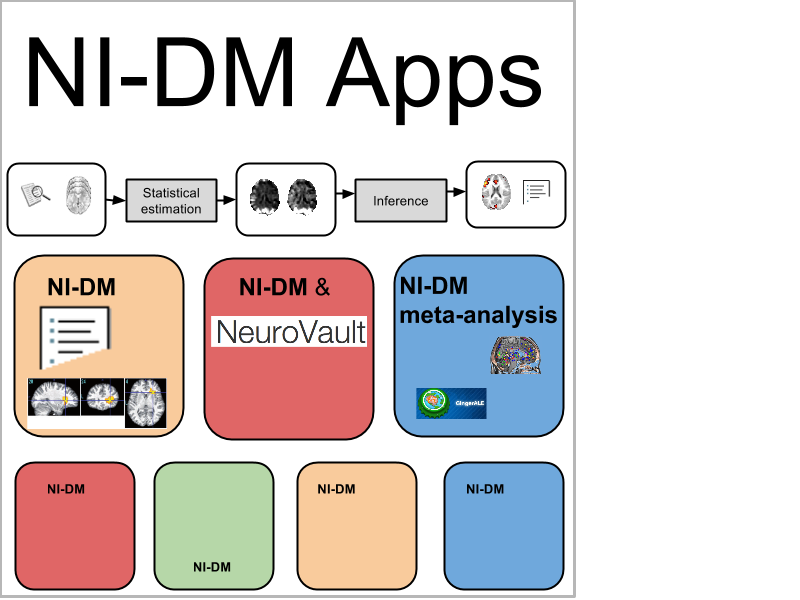 NI-DM Apps
Statistical
estimation
Inference
NI-DM
NI-DM &
NeuroVault
NI-DM
meta-analysis
GingerALE
NI-DM
NI-DM
NI-DM
NI-DM